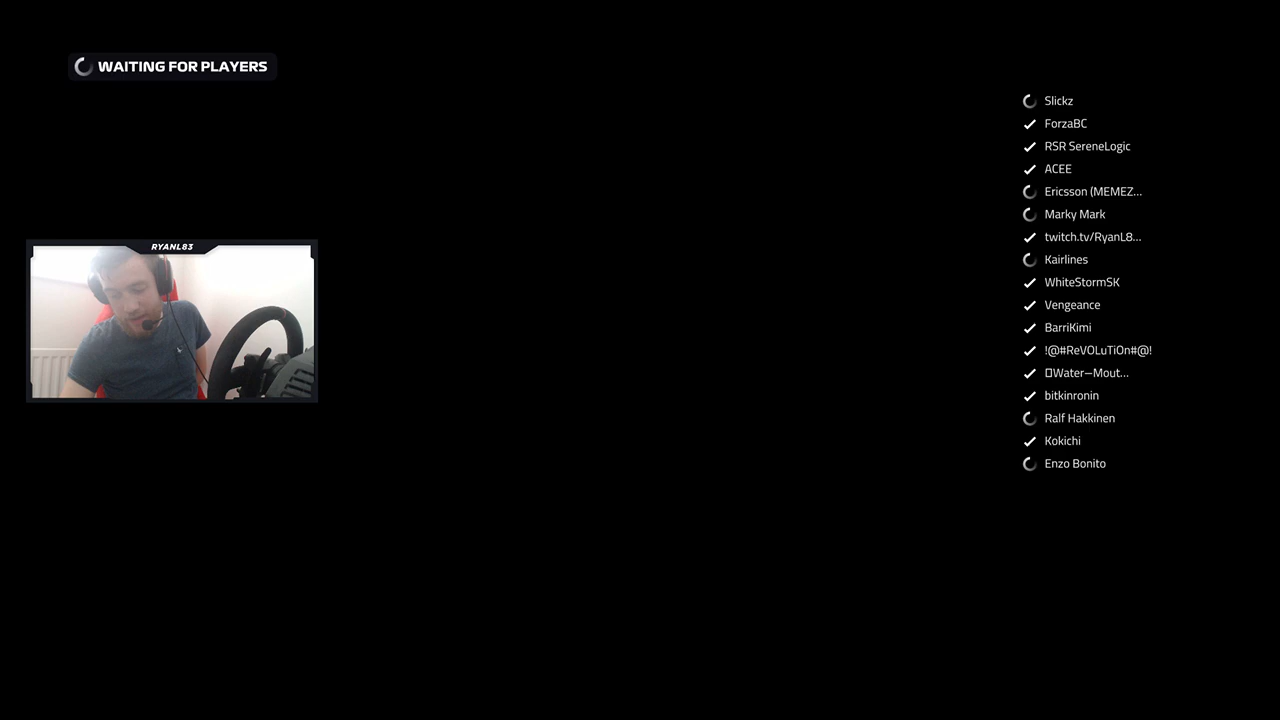 WAITING FOR PLAYERS
Slickz
ForzaBC
RSR SereneLogic
ACEE
Ericsson (MEMEZ...
Marky Mark
twitch.tv/RyanL8...
Kairlines
WhiteStormSK
Vengeance
BarriKimi
!@#ReVOLuTiOn#@!
▯Water—Mout...
bitkinronin
Ralf Hakkinen
Kokichi
Enzo Bonito
RYANL83